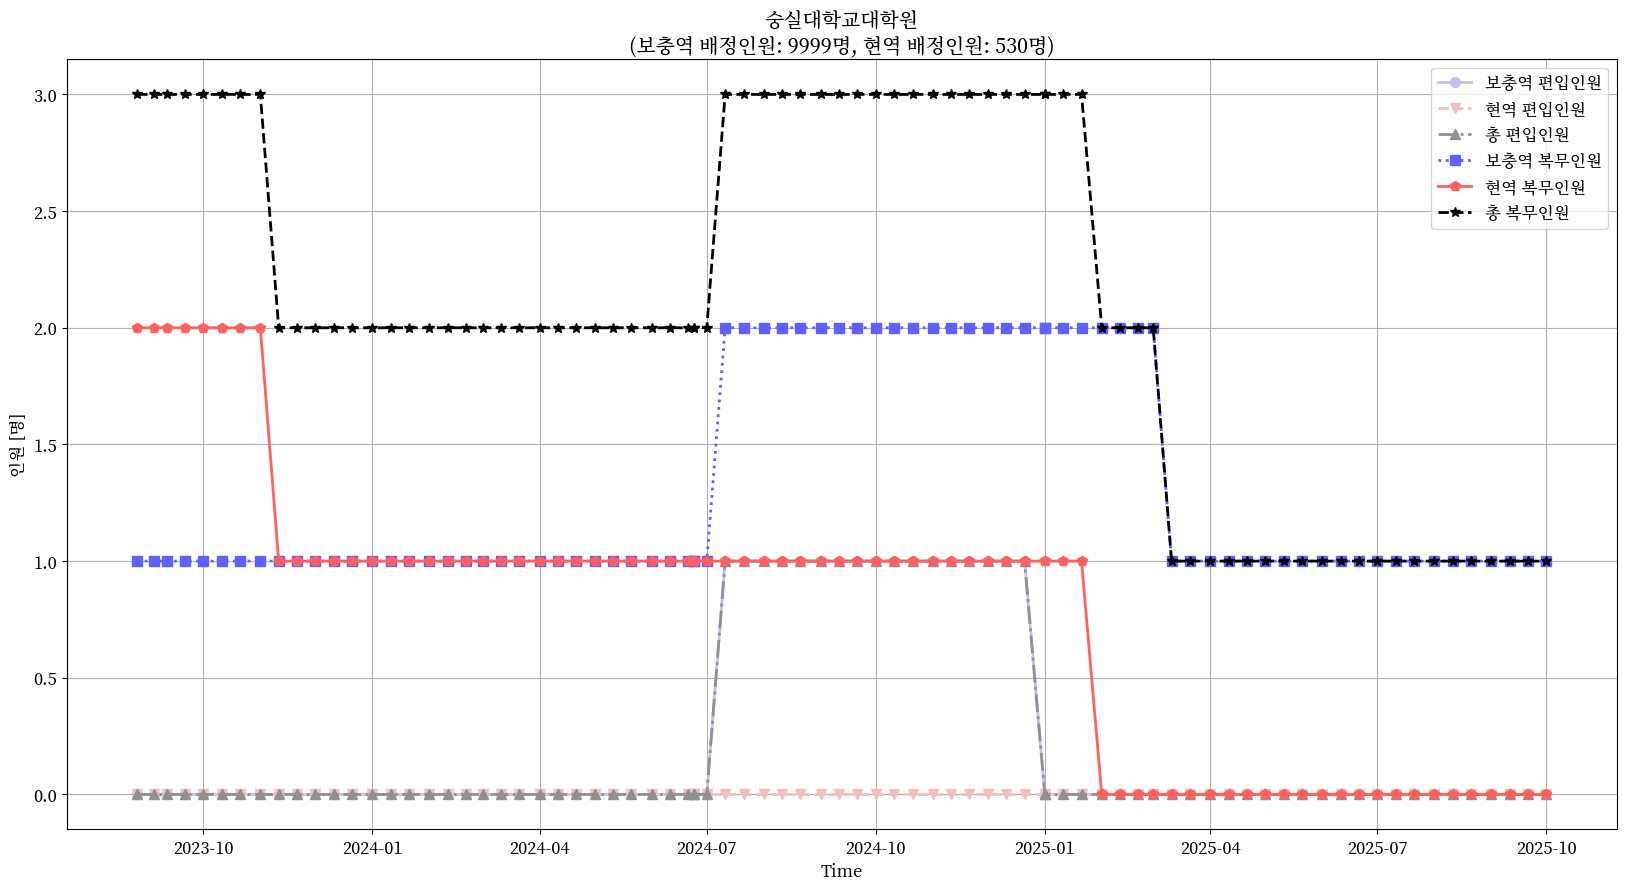 숭실대학교대학원
(보충역 배정인원: 9999명, 현역 배정인원: 530명)
보충역 편입인원
현역 편입인원
총 편입인원
보충역 복무인원
현역 복무인원
총 복무인원
인원 [명]
3.0
2.5
2.0
1.5
1.0
0.5
0.0
2023-10 2024-01 2024-04 2024-07 2024-10 2025-01 2025-04 2025-07 2025-10
Time